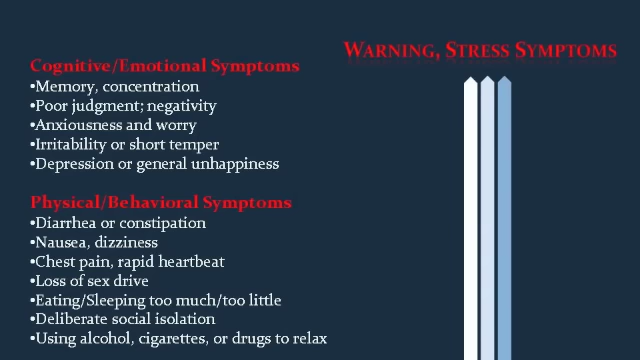 WARNING, STRESS SYMPTOMS
Cognitive/Emotional Symptoms
•Memory, concentration
•Poor judgment; negativity
•Anxiousness and worry
•Irritability or short temper
•Depression or general unhappiness
Physical/Behavioral Symptoms
•Diarrhea or constipation
•Nausea, dizziness
•Chest pain, rapid heartbeat
•Loss of sex drive
•Eating/Sleeping too much/too little
•Deliberate social isolation
•Using alcohol, cigarettes, or drugs to relax